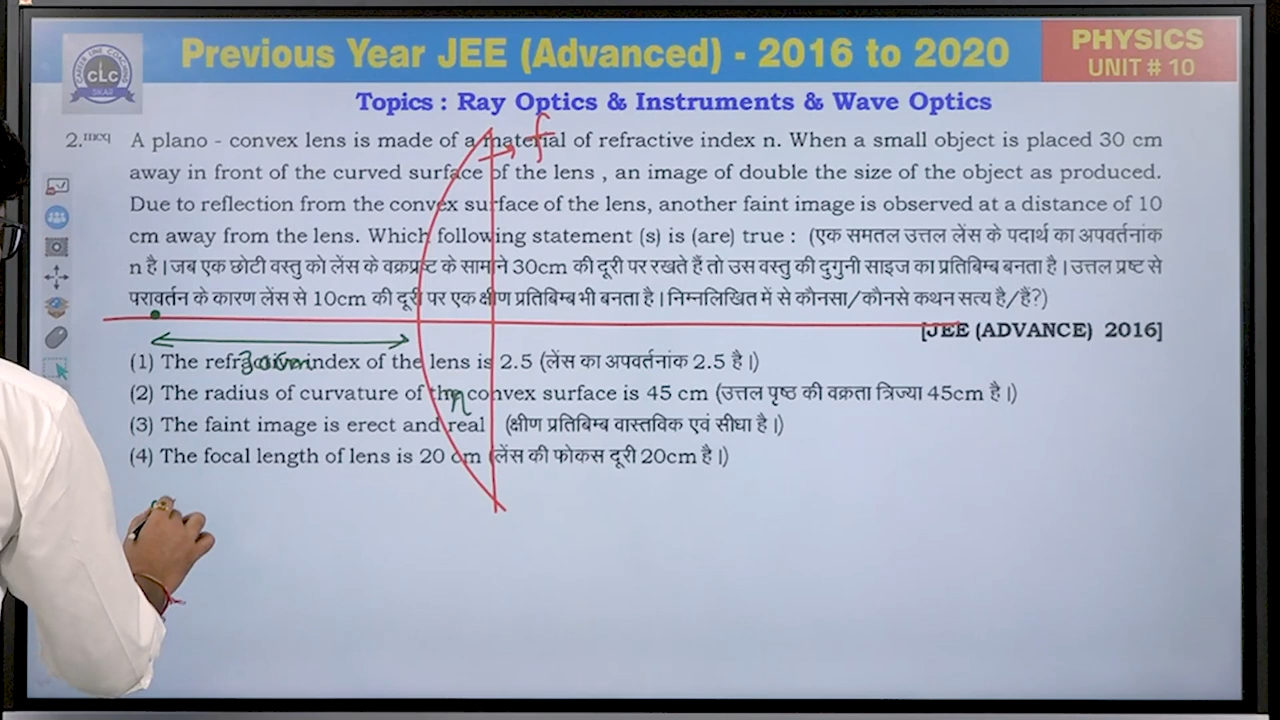 Previous Year JEE (Advanced) - 2016 to 2020
PHYSICS
UNIT # 10
CLC
Topics : Ray Optics & Instruments & Wave Optics
2.mcq A plano - convex lens is made of a material of refractive index n. When a small object is placed 30 cm
away in front of the curved surface of the lens , an image of double the size of the object as produced.
Due to reflection from the convex surface of the lens, another faint image is observed at a distance of 10
cm away from the lens. Which following statement (s) is (are) true : (एक समतल उत्तल लेंस के पदार्थ का अपवर्तनांक
n है। जब एक छोटी वस्तु को लेंस के वक्रप्रष्ट के सामाने 30cm की दूरी पर रखते हैं तो उस वस्तु की दुगुनी साइज का प्रतिबिम्ब बनता है। उत्तल प्रष्ट से
परावर्तन के कारण लेंस से 10cm की दूरी पर एक क्षीण प्रतिबिम्ब भी बनता है। निम्नलिखित में से कौनसा/कौनसे कथन सत्य है/हैं?)
[JEE (ADVANCE) 2016]
(1) The refractive index of the lens is 2.5 (लेंस का अपवर्तनांक 2.5 है।)
(2) The radius of curvature of the convex surface is 45 cm (उत्तल पृष्ठ की वक्रता त्रिज्या 45cm है।)
(3) The faint image is erect and real (क्षीण प्रतिबिम्ब वास्तविक एवं सीधा है।)
(4) The focal length of lens is 20 cm (लेंस की फोकस दूरी 20cm है।)
f
30cm
n